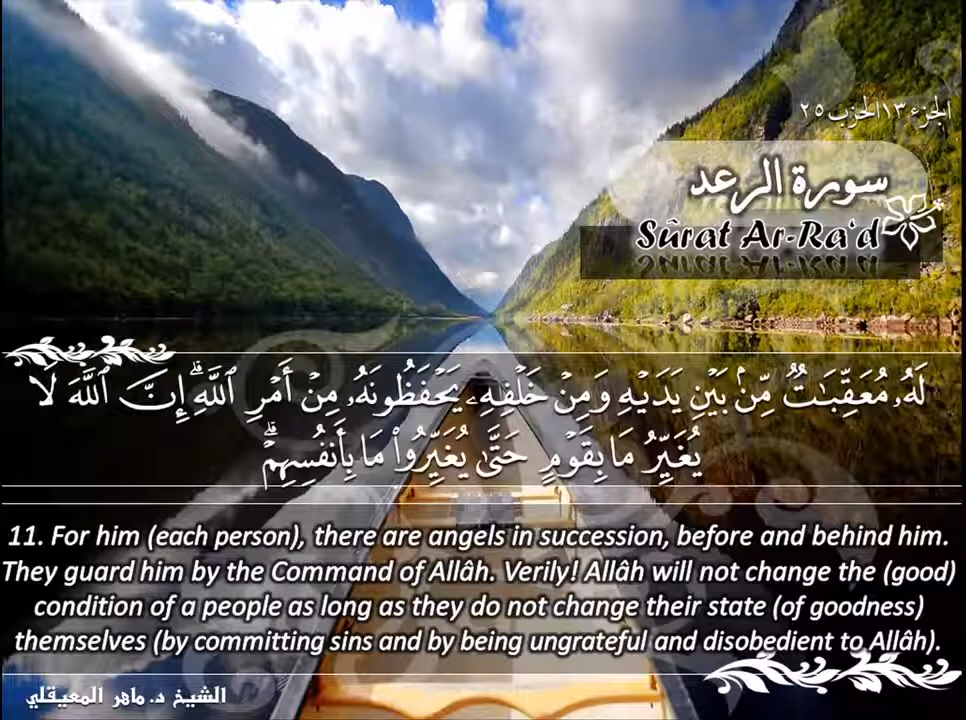 الجزء ١٣ الحزب ٢٥
سورة الرعد
Sûrat Ar-Ra‘d
لَهُۥ مُعَقِّبَـٰتٌ مِّنۢ بَيْنِ يَدَيْهِ وَمِنْ خَلْفِهِۦ يَحْفَظُونَهُۥ مِنْ أَمْرِ ٱللَّهِ ۗ إِنَّ ٱللَّهَ لَا
يُغَيِّرُ مَا بِقَوْمٍ حَتَّىٰ يُغَيِّرُوا۟ مَا بِأَنفُسِهِمْ ۗ
11. For him (each person), there are angels in succession, before and behind him.
They guard him by the Command of Allâh. Verily! Allâh will not change the (good)
condition of a people as long as they do not change their state (of goodness)
themselves (by committing sins and by being ungrateful and disobedient to Allâh).
الشيخ د. ماهر المعيقلي